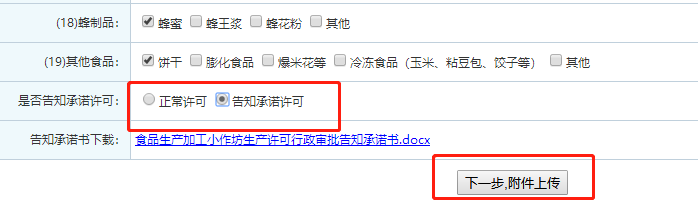 (18)蜂制品： 蜂蜜 蜂王浆 蜂花粉 其他
(19)其他食品： 饼干 膨化食品 爆米花等 冷冻食品（玉米、粘豆包、饺子等） 其他
是否告知承诺许可： 正常许可 告知承诺许可
告知承诺书下载： 食品生产加工小作坊生产许可行政审批告知承诺书.docx
下一步,附件上传